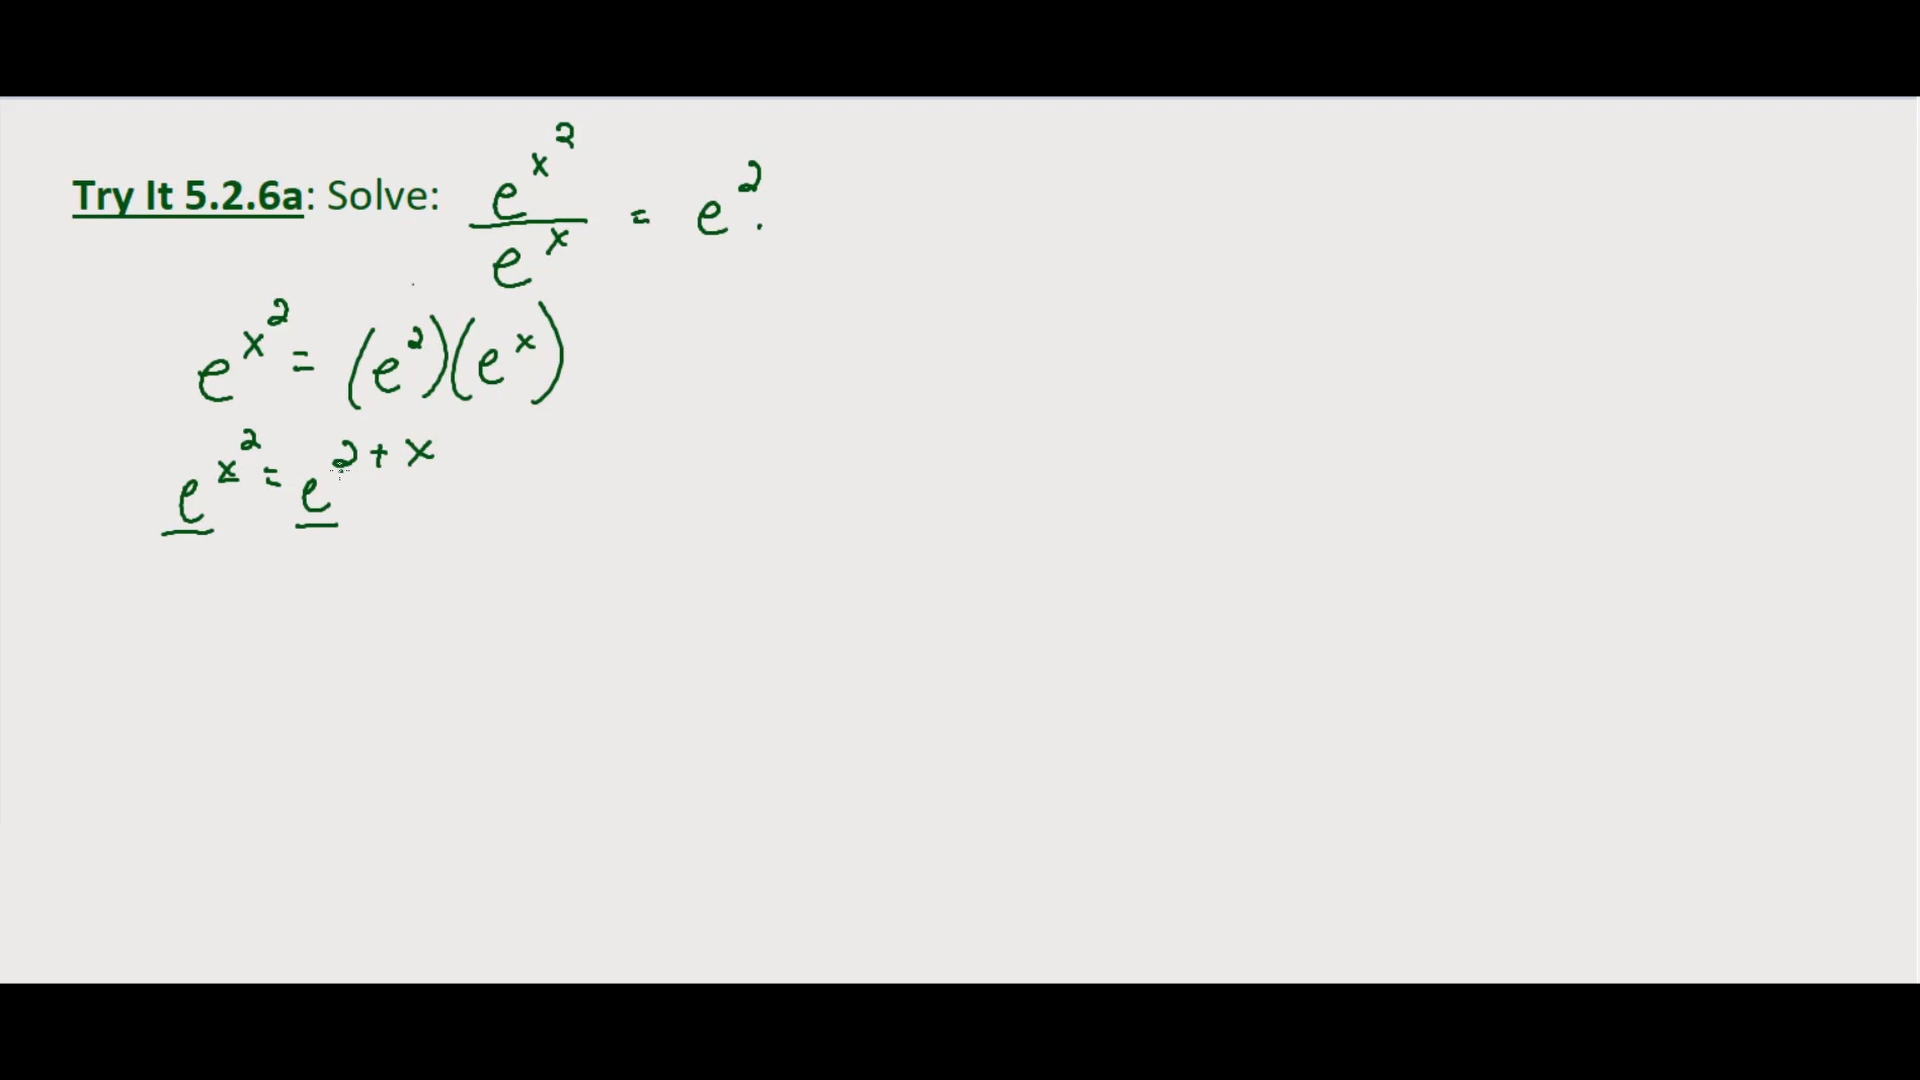 Try It 5.2.6a: Solve: e^{x^2} / e^x = e^2.
e^{x^2} = (e^2)(e^x)
e^{x^2} = e^{2+x}